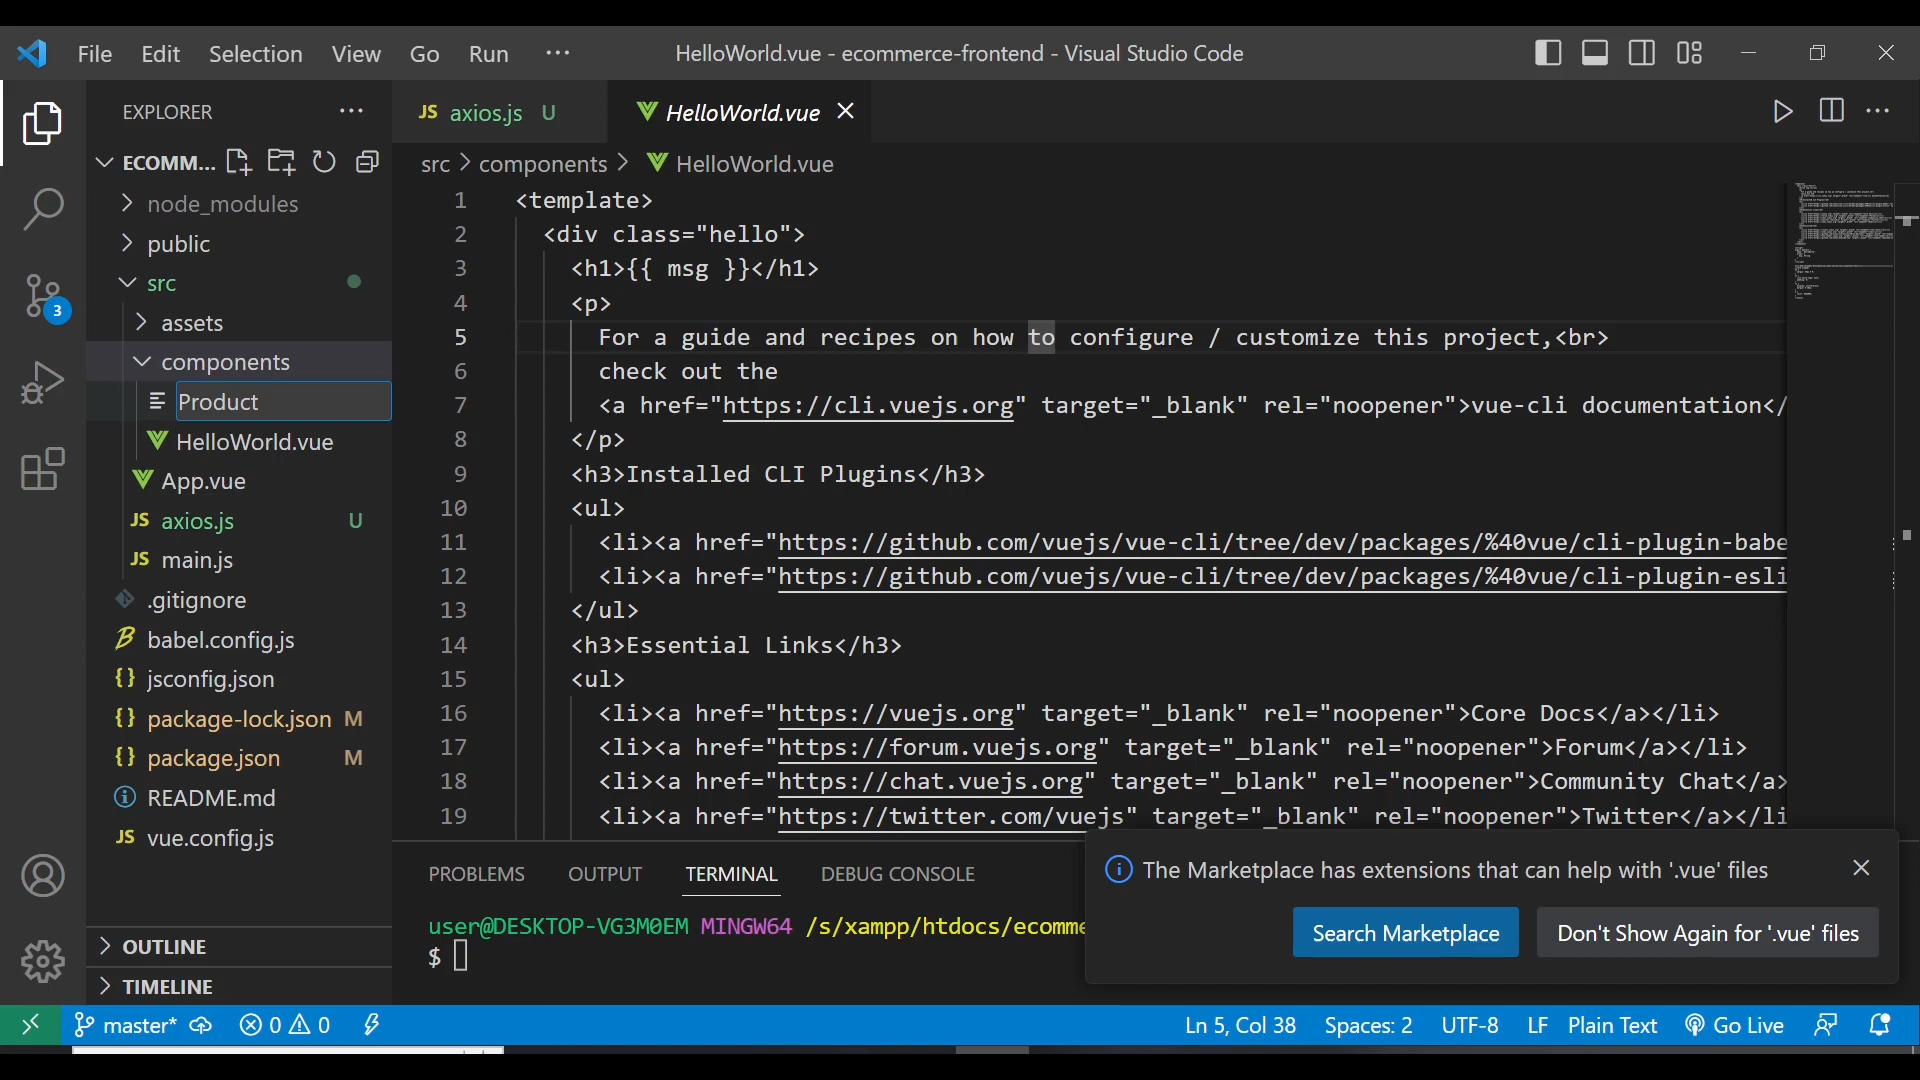 File Edit Selection View Go Run ···
HelloWorld.vue - ecommerce-frontend - Visual Studio Code
EXPLORER ···
ECOMM...
node_modules
public
src
assets
components
Product
HelloWorld.vue
App.vue
JS axios.js U
JS main.js
.gitignore
babel.config.js
{} jsconfig.json
{} package-lock.json M
{} package.json M
README.md
JS vue.config.js
OUTLINE
TIMELINE
3
JS axios.js U
HelloWorld.vue
src > components > HelloWorld.vue
1 <template>
2 <div class="hello">
3 <h1>{{ msg }}</h1>
4 <p>
5 For a guide and recipes on how to configure / customize this project,<br>
6 check out the
7 <a href="https://cli.vuejs.org" target="_blank" rel="noopener">vue-cli documentation</
8 </p>
9 <h3>Installed CLI Plugins</h3>
10 <ul>
11 <li><a href="https://github.com/vuejs/vue-cli/tree/dev/packages/%40vue/cli-plugin-babe
12 <li><a href="https://github.com/vuejs/vue-cli/tree/dev/packages/%40vue/cli-plugin-esli
13 </ul>
14 <h3>Essential Links</h3>
15 <ul>
16 <li><a href="https://vuejs.org" target="_blank" rel="noopener">Core Docs</a></li>
17 <li><a href="https://forum.vuejs.org" target="_blank" rel="noopener">Forum</a></li>
18 <li><a href="https://chat.vuejs.org" target="_blank" rel="noopener">Community Chat</a>
19 <li><a href="https://twitter.com/vuejs" target="_blank" rel="noopener">Twitter</a></li
PROBLEMS OUTPUT TERMINAL DEBUG CONSOLE
user@DESKTOP-VG3M0EM MINGW64 /s/xampp/htdocs/ecomme
$
The Marketplace has extensions that can help with '.vue' files
Search Marketplace
Don't Show Again for '.vue' files
master* 0 0
Ln 5, Col 38 Spaces: 2 UTF-8 LF Plain Text Go Live